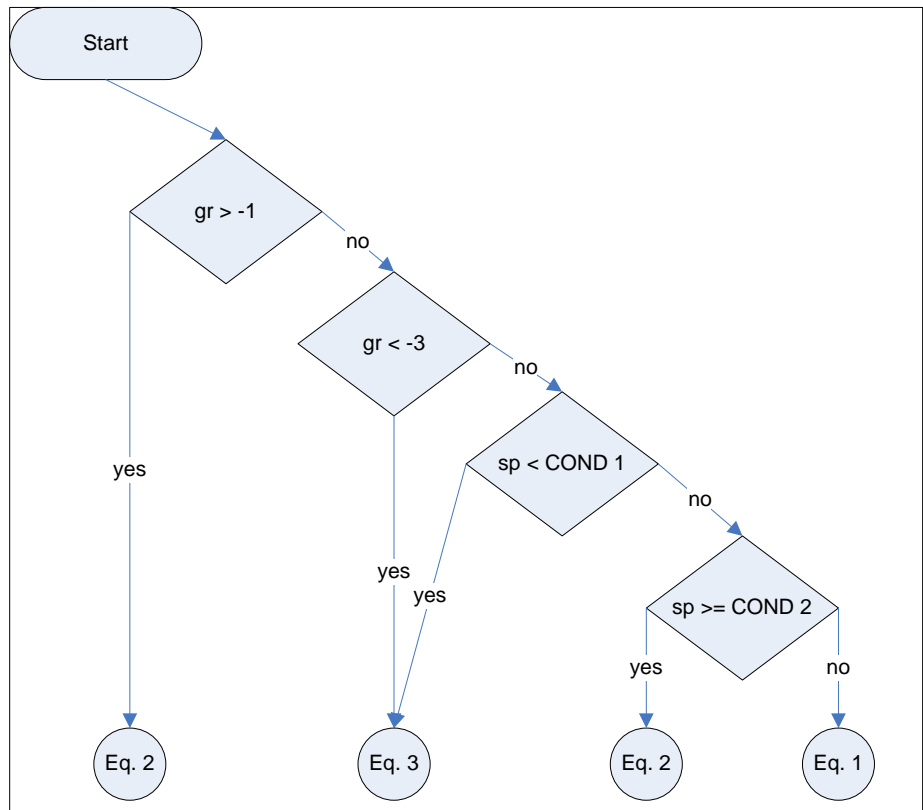 Start
gr > -1
no
gr < -3
no
sp < COND 1
yes
no
yes
yes
sp >= COND 2
yes
no
Eq. 2
Eq. 3
Eq. 2
Eq. 1